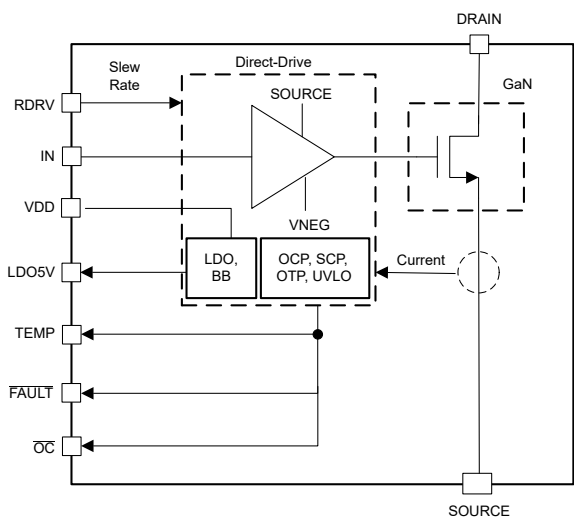 DRAIN
Slew
Rate
Direct-Drive
GaN
RDRV
SOURCE
IN
VDD
VNEG
LDO5V
LDO,
BB
OCP, SCP,
OTP, UVLO
Current
TEMP
FAULT
OC
SOURCE